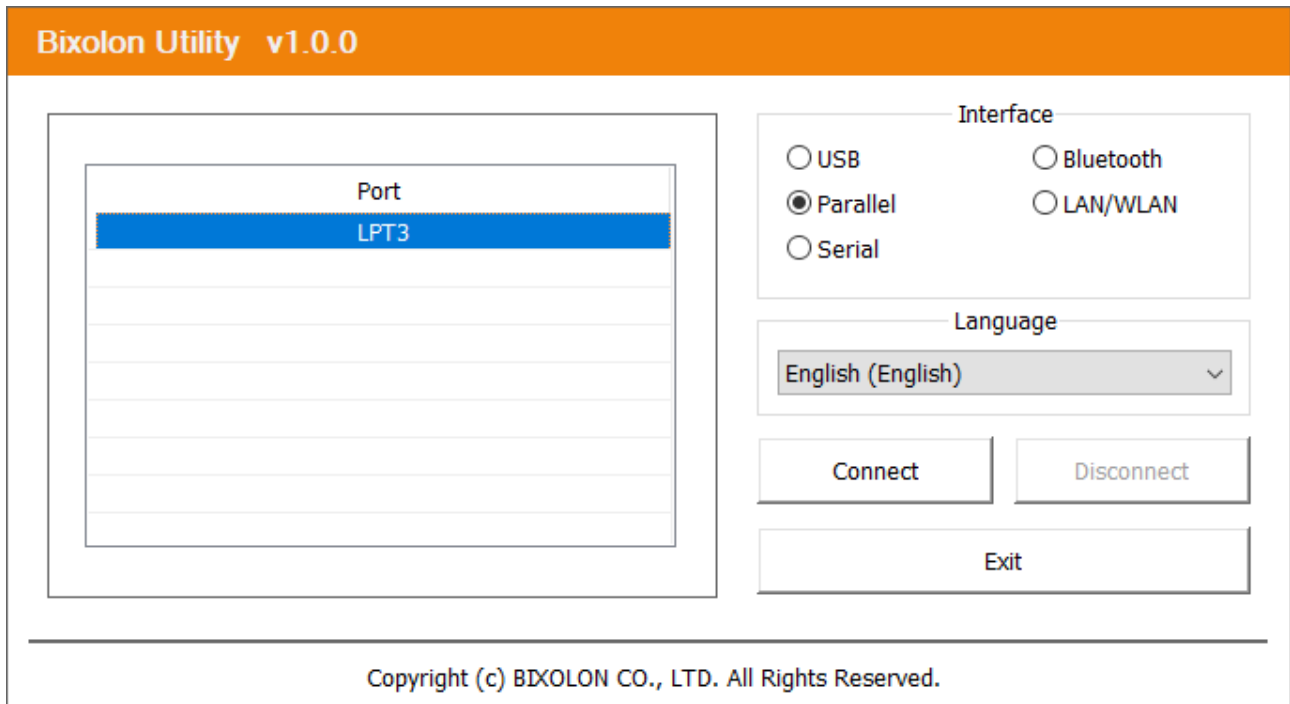 Bixolon Utility v1.0.0
Port
LPT3
Interface
USB
Bluetooth
Parallel
LAN/WLAN
Serial
Language
English (English)
Connect
Disconnect
Exit
Copyright (c) BIXOLON CO., LTD. All Rights Reserved.